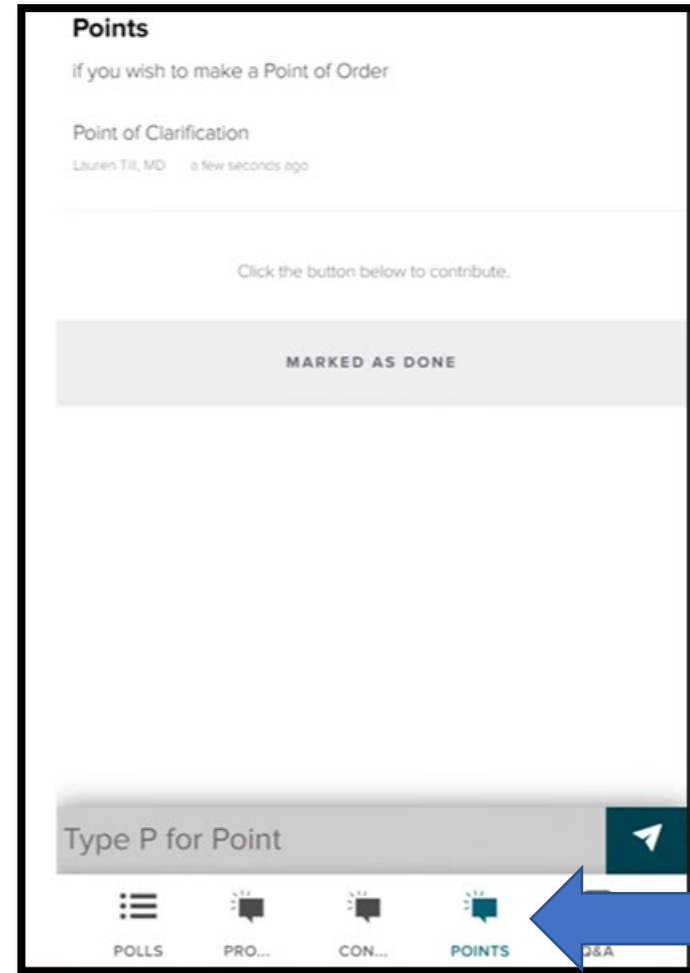 Points
if you wish to make a Point of Order
Point of Clarification
Lauren Till, MD a few seconds ago
Click the button below to contribute.
MARKED AS DONE
Type P for Point
POLLS PRO... CON... POINTS Q&A